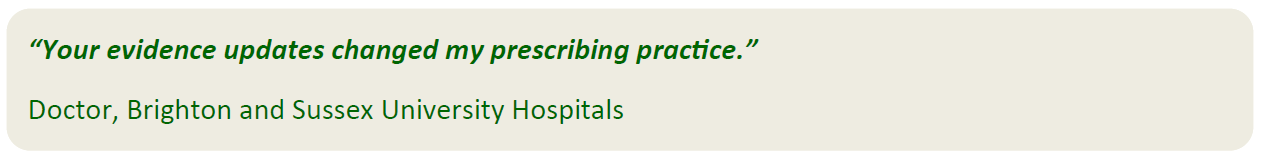 “Your evidence updates changed my prescribing practice.”
Doctor, Brighton and Sussex University Hospitals